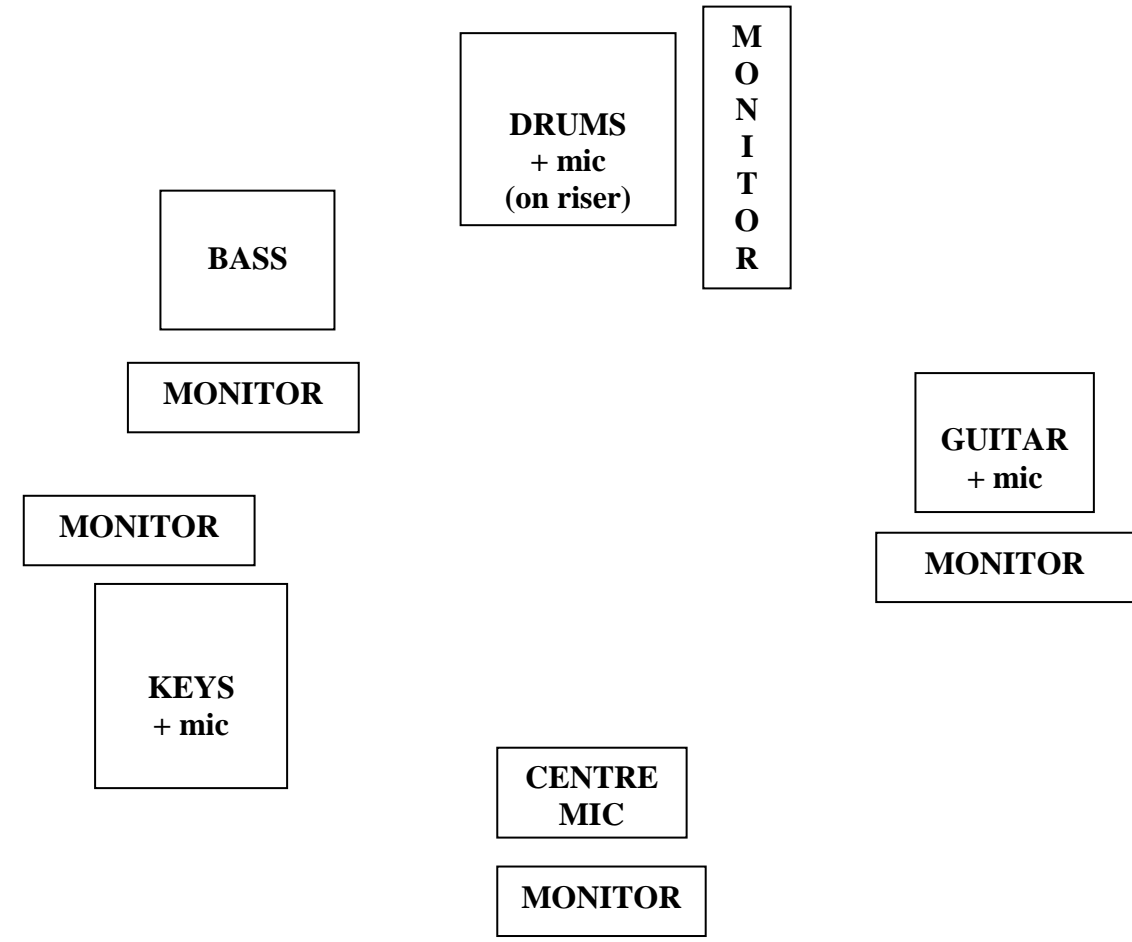 M
O
N
I
T
O
R
DRUMS
+ mic
(on riser)
BASS
MONITOR
GUITAR
+ mic
MONITOR
MONITOR
KEYS
+ mic
CENTRE
MIC
MONITOR